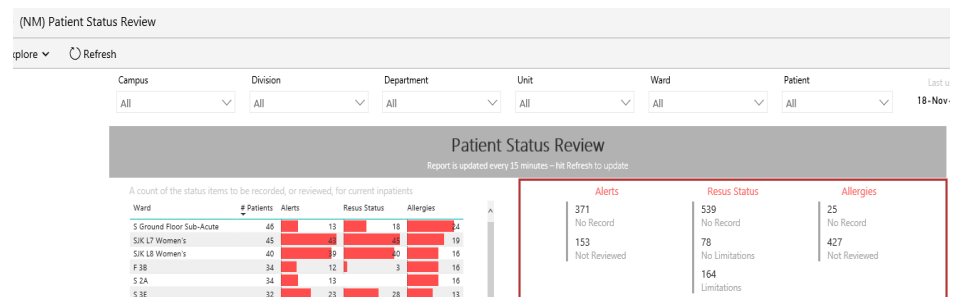 (NM) Patient Status Review
xplore Refresh
Campus Division Department Unit Ward Patient Last u
All All All All All All 18-Nov-
Patient Status Review
Report is updated every 15 minutes – hit Refresh to update
A count of the status items to be recorded, or reviewed, for current inpatients
Ward # Patients Alerts Resus Status Allergies
S Ground Floor Sub-Acute 46 13 18 24
SJK L7 Women's 45 43 45 19
SJK L8 Women's 40 39 40 16
F 3B 34 12 3 16
S 2A 34 13 16
S 3E 32 23 28 13
Alerts Resus Status Allergies
371 539 25
No Record No Record No Record
153 78 427
Not Reviewed No Limitations Not Reviewed
164
Limitations